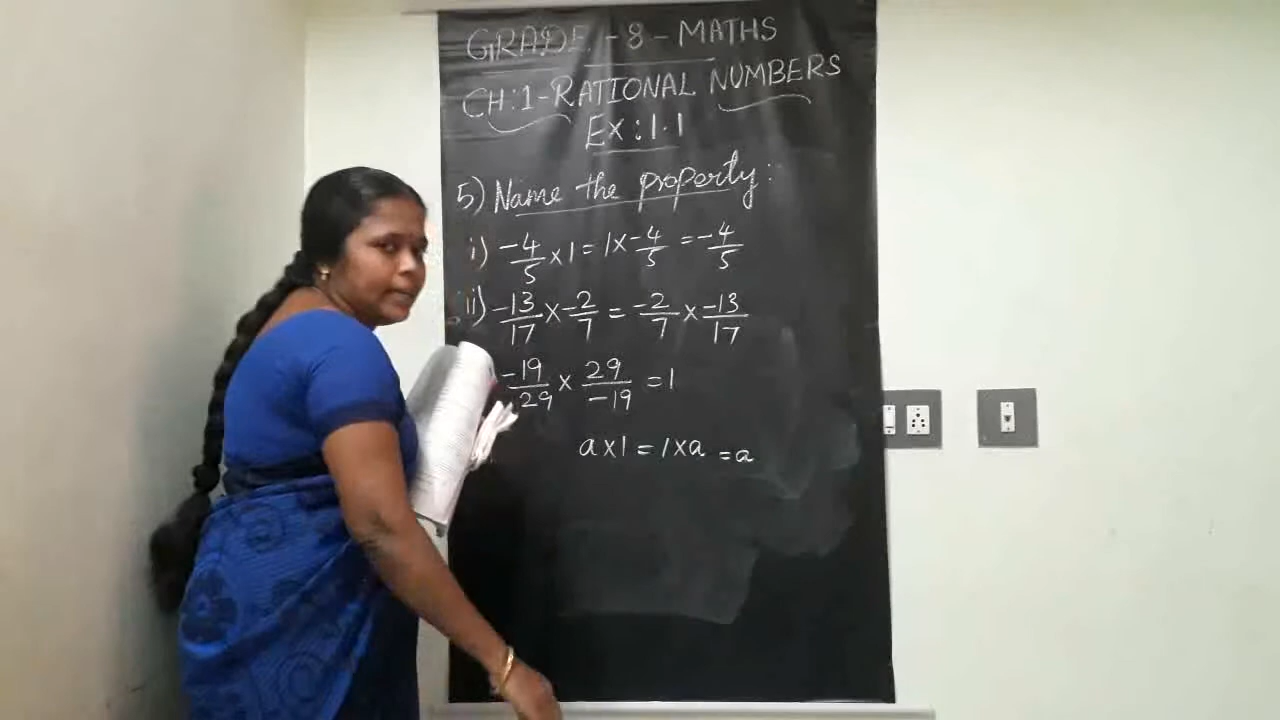 GRADE - 8 - MATHS
CH:1-RATIONAL NUMBERS
EX:1.1
5) Name the property:
i) -4/5 x 1 = 1 x -4/5 = -4/5
ii) -13/17 x -2/7 = -2/7 x -13/17
-19/29 x 29/-19 = 1
a x 1 = 1 x a = a